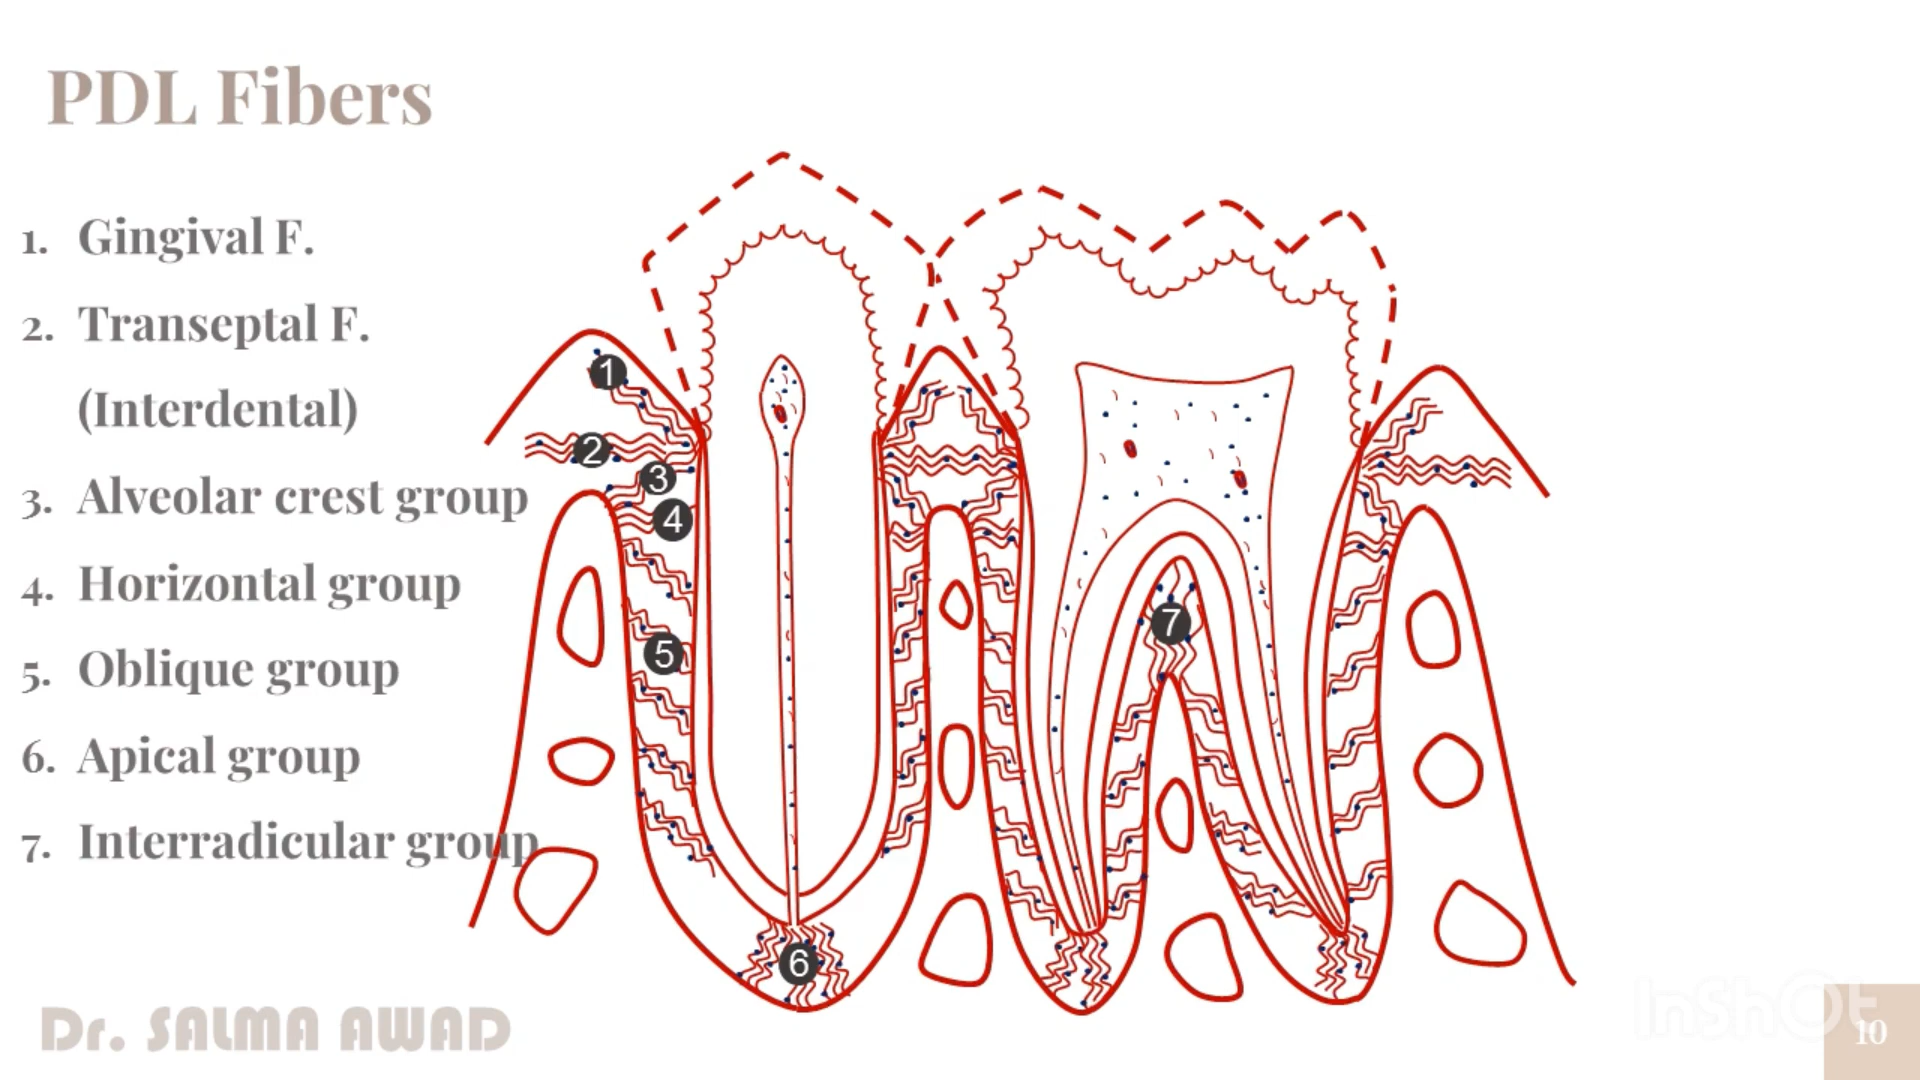 PDL Fibers
1. Gingival F.
2. Transeptal F.
(Interdental)
3. Alveolar crest group
4. Horizontal group
5. Oblique group
6. Apical group
7. Interradicular group
1
2
3
4
5
7
6
Dr. SALMA AWAD
InShOt
10